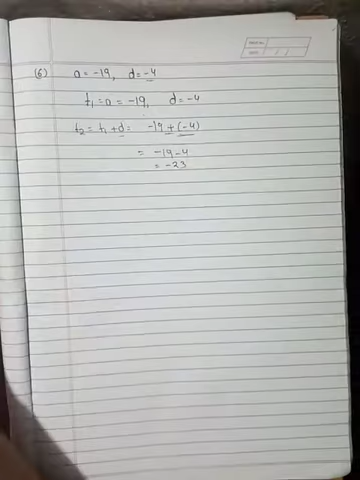 (6) a = -19, d = -4
t₁ = a = -19, d = -4
t₂ = t₁ + d = -19 + (-4)
= -19 - 4
= -23